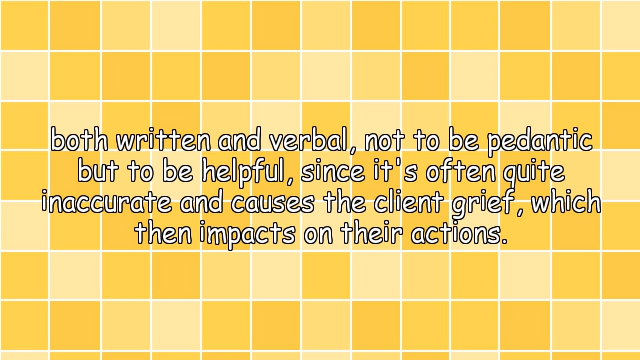 both written and verbal, not to be pedantic
but to be helpful, since it's often quite
inaccurate and causes the client grief, which
then impacts on their actions.